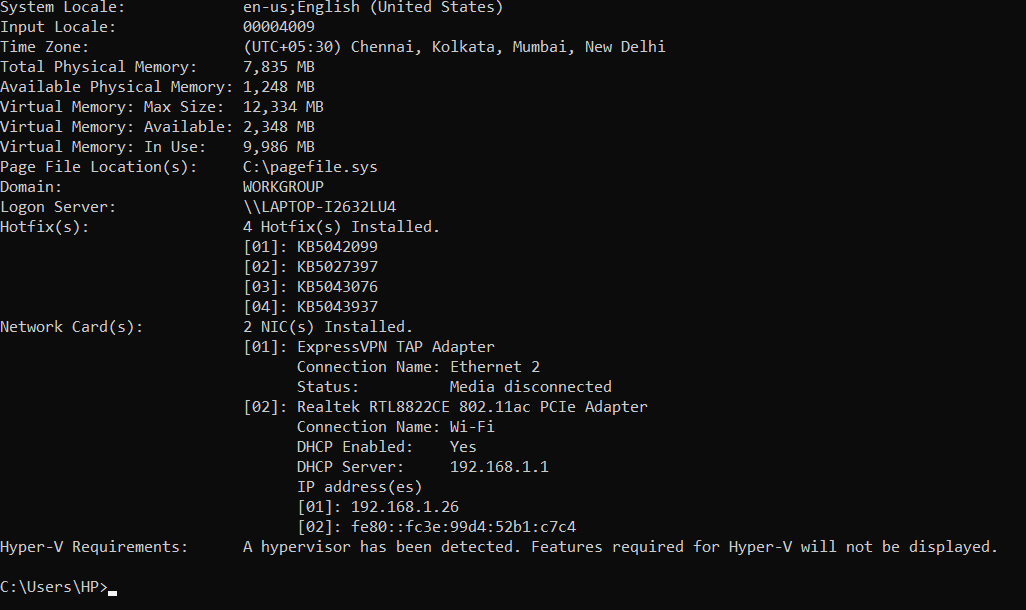 System Locale:             en-us;English (United States)
Input Locale:              00004009
Time Zone:                 (UTC+05:30) Chennai, Kolkata, Mumbai, New Delhi
Total Physical Memory:     7,835 MB
Available Physical Memory: 1,248 MB
Virtual Memory: Max Size:  12,334 MB
Virtual Memory: Available: 2,348 MB
Virtual Memory: In Use:    9,986 MB
Page File Location(s):     C:\pagefile.sys
Domain:                    WORKGROUP
Logon Server:              \\LAPTOP-I2632LU4
Hotfix(s):                 4 Hotfix(s) Installed.
                           [01]: KB5042099
                           [02]: KB5027397
                           [03]: KB5043076
                           [04]: KB5043937
Network Card(s):           2 NIC(s) Installed.
                           [01]: ExpressVPN TAP Adapter
                                 Connection Name: Ethernet 2
                                 Status:          Media disconnected
                           [02]: Realtek RTL8822CE 802.11ac PCIe Adapter
                                 Connection Name: Wi-Fi
                                 DHCP Enabled:    Yes
                                 DHCP Server:     192.168.1.1
                                 IP address(es)
                                 [01]: 192.168.1.26
                                 [02]: fe80::fc3e:99d4:52b1:c7c4
Hyper-V Requirements:      A hypervisor has been detected. Features required for Hyper-V will not be displayed.
C:\Users\HP>